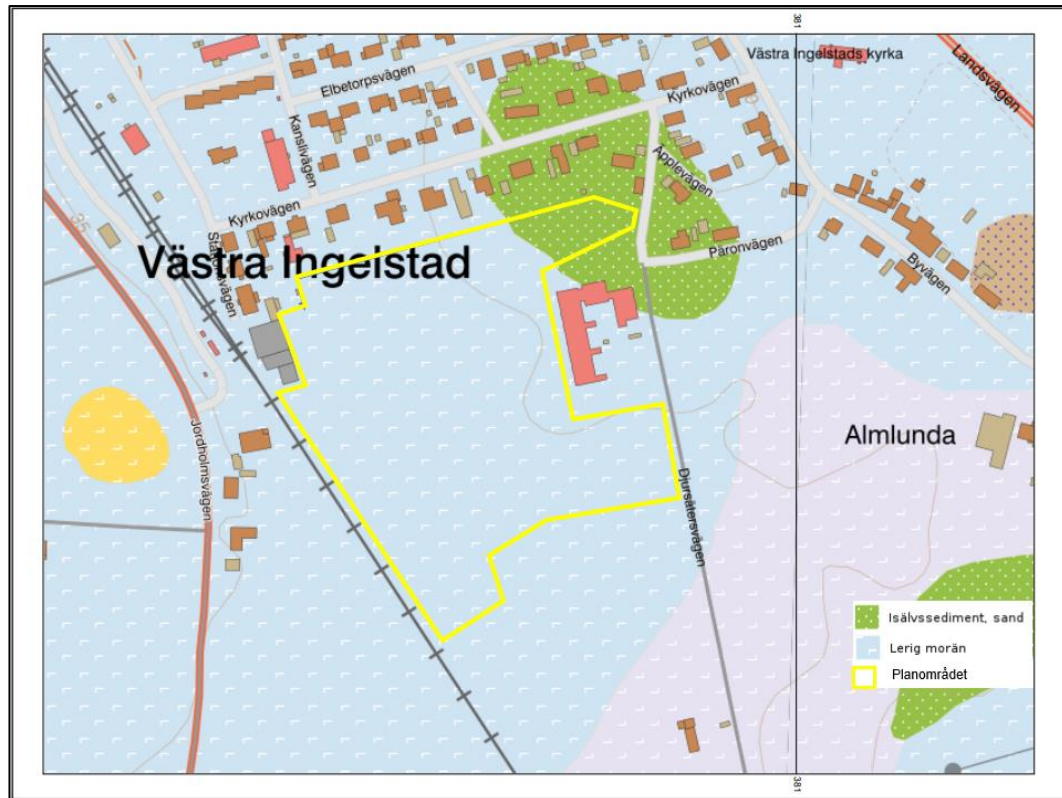 381
Västra Ingelstads kyrka
Landsvägen
Elbetorpsvägen
Kyrkovägen
Kanslivägen
Äpplevägen
Kyrkovägen
35
Västra Ingelstad
Päronvägen
Byvägen
Jordholmsvägen
Almlunda
Djursätersvägen
Isälvssediment, sand
Lerig morän
Planområdet
381